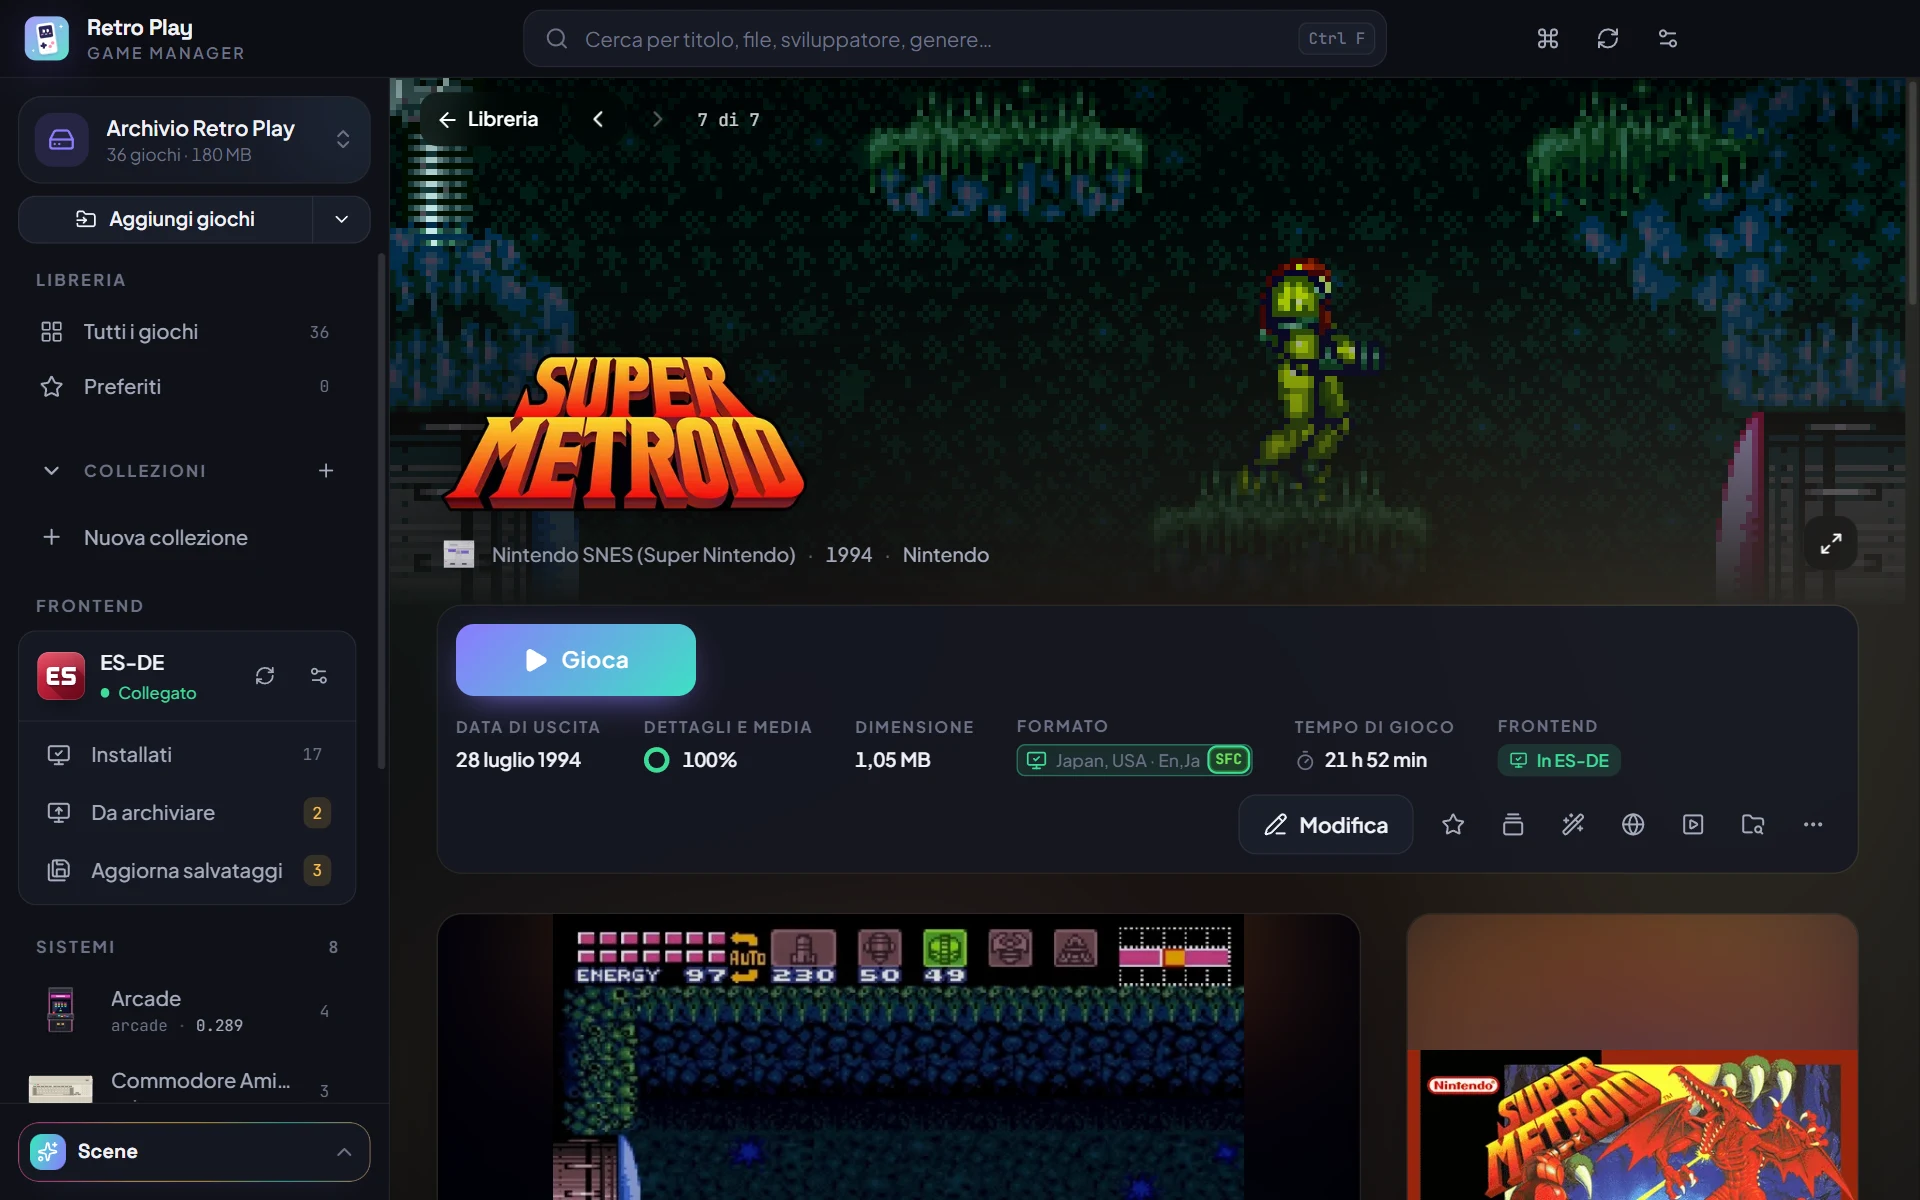 Retro Play
GAME MANAGER
Cerca per titolo, file, sviluppatore, genere...
Ctrl F
Archivio Retro Play
36 giochi · 180 MB
Aggiungi giochi
LIBRERIA
Tutti i giochi 36
Preferiti 0
COLLEZIONI
Nuova collezione
FRONTEND
ES
ES-DE
Collegato
Installati 17
Da archiviare 2
Aggiorna salvataggi 3
SISTEMI 8
Arcade 4
arcade · 0.289
Commodore Ami... 3
Scene
Libreria
7 di 7
SUPER
METROID
Nintendo SNES (Super Nintendo) · 1994 · Nintendo
Gioca
DATA DI USCITA
28 luglio 1994
DETTAGLI E MEDIA
100%
DIMENSIONE
1,05 MB
FORMATO
Japan, USA · En,Ja SFC
TEMPO DI GIOCO
21 h 52 min
FRONTEND
In ES-DE
Modifica
AUTO
ENERGY 97 230 50 49
Nintendo
SUPER
METROID
TM